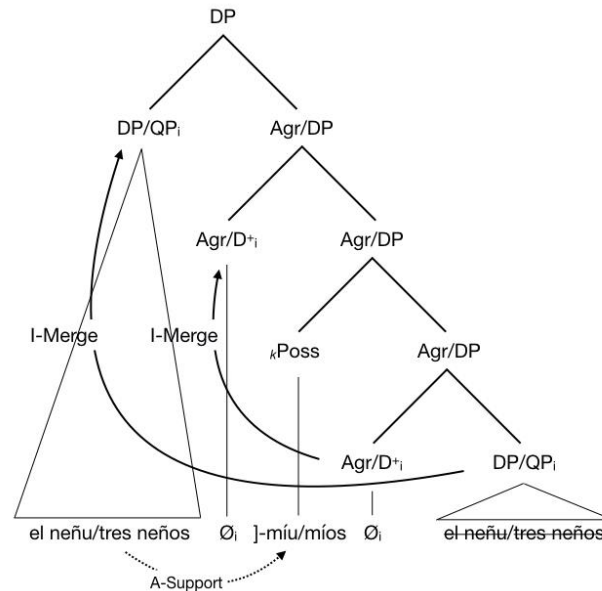 DP
DP/QPᵢ Agr/DP
Agr/D⁺ᵢ Agr/DP
I-Merge I-Merge ₖPoss Agr/DP
Agr/D⁺ᵢ DP/QPᵢ
el neñu/tres neños Øᵢ ]-míu/míos Øᵢ el neñu/tres neños
A-Support